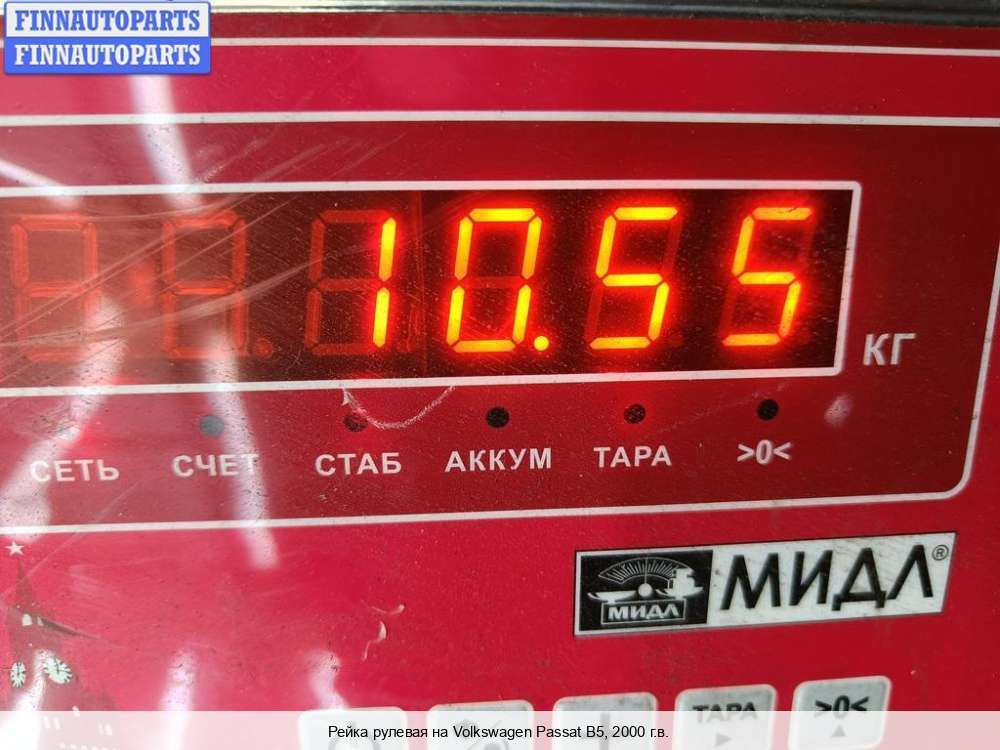 FINNAUTOPARTS
FINNAUTOPARTS
10.55
КГ
СЕТЬ СЧЕТ СТАБ АККУМ ТАРА >0<
МИДЛ МИДЛ®
ТАРА >0<
Рейка рулевая на Volkswagen Passat B5, 2000 г.в.